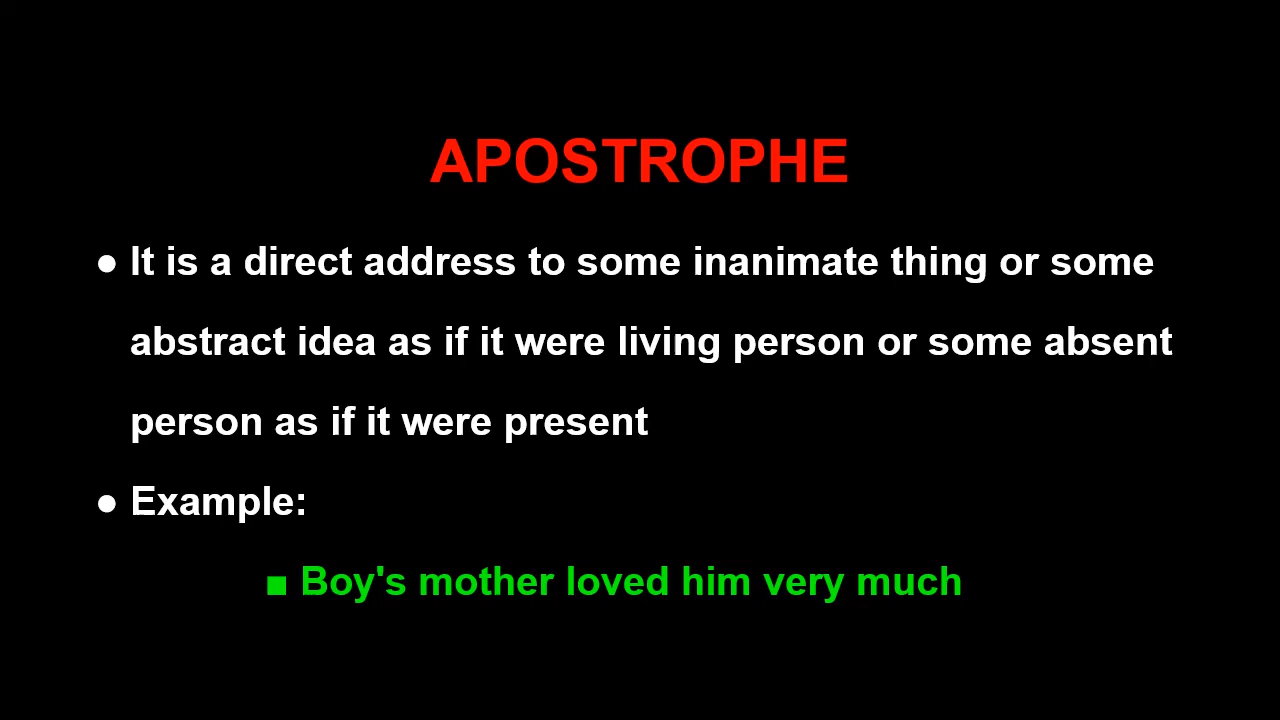 APOSTROPHE
● It is a direct address to some inanimate thing or some
abstract idea as if it were living person or some absent
person as if it were present
● Example:
■ Boy's mother loved him very much